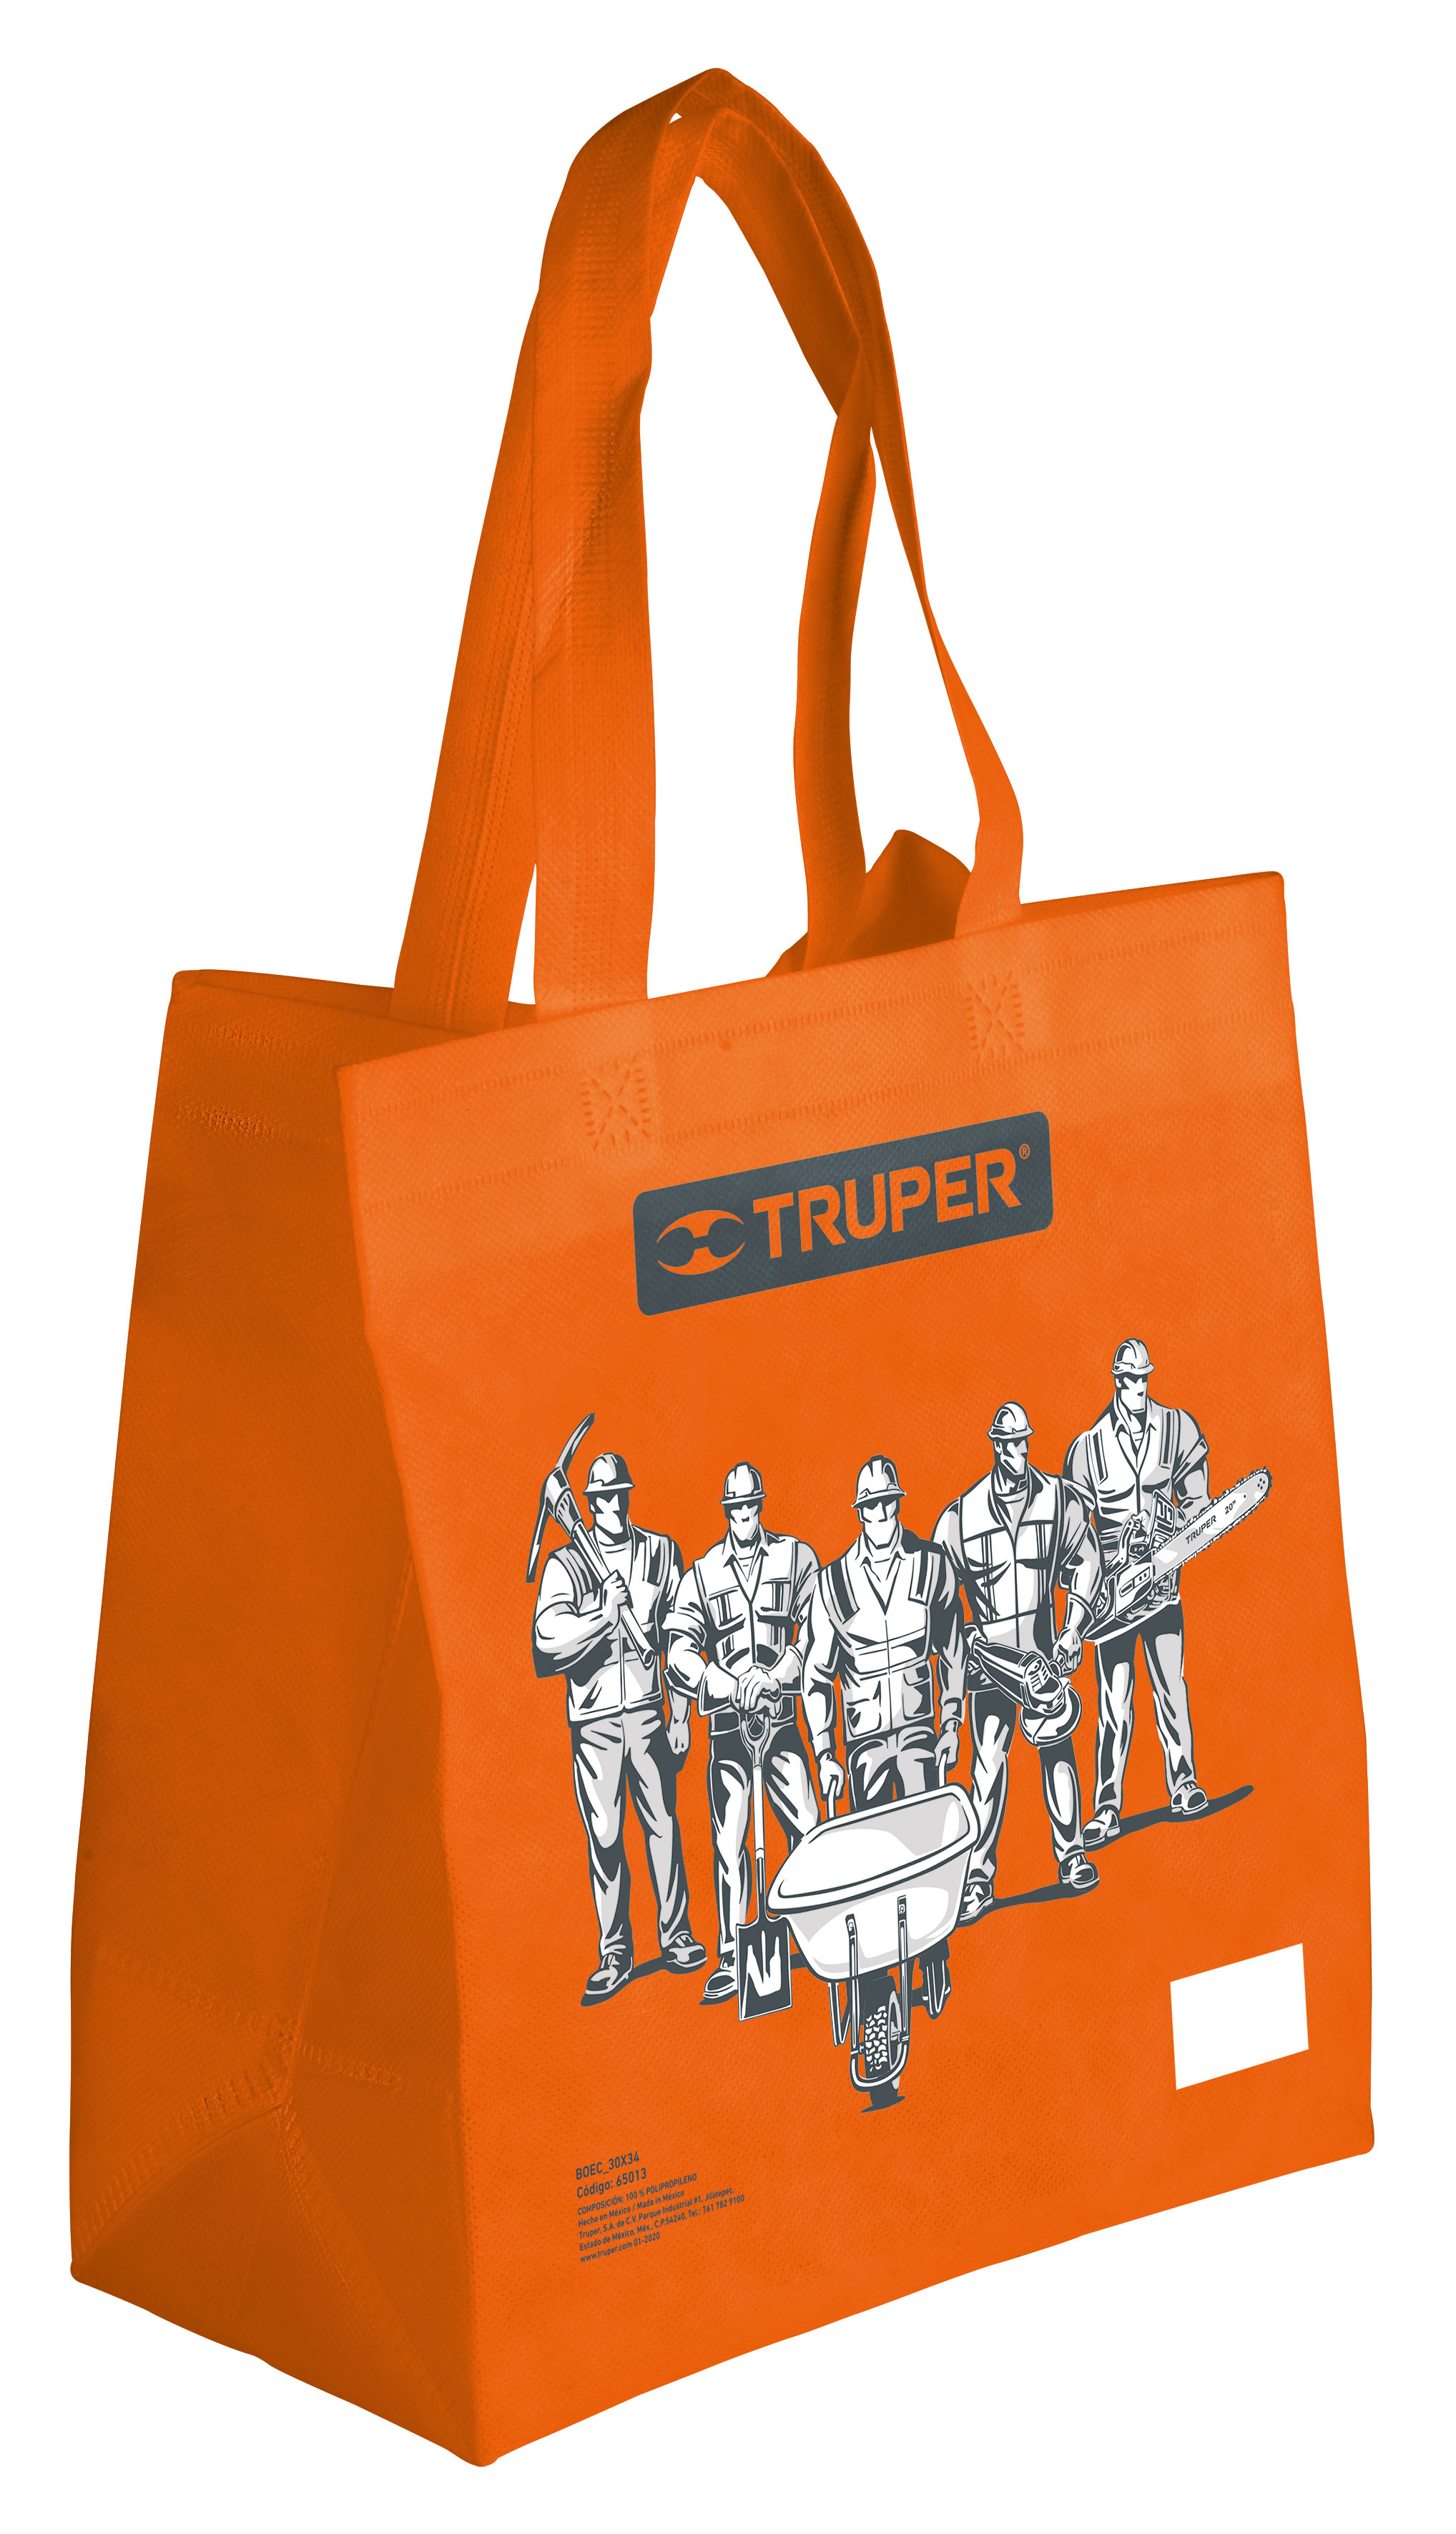 TRUPER®
TRUPER 20"
BOEC_30X34
Código: 65013
COMPOSICIÓN: 100 % POLIPROPILENO
Hecho en México / Made in México
Truper, S.A. de C.V. Parque Industrial #1, Jilotepec,
Estado de México, Méx., C.P.54240, Tel.: 761 782 9100
www.truper.com 01-2020